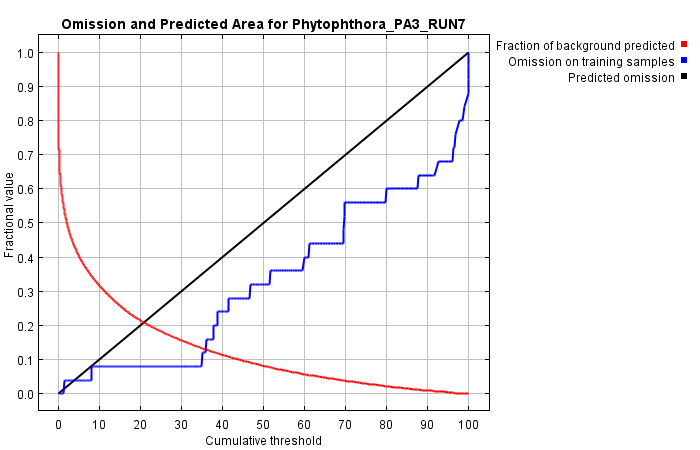 Omission and Predicted Area for Phytophthora_PA3_RUN7
Fraction of background predicted
Omission on training samples
Predicted omission
Fractional value
1.0
0.9
0.8
0.7
0.6
0.5
0.4
0.3
0.2
0.1
0.0
0 10 20 30 40 50 60 70 80 90 100
Cumulative threshold